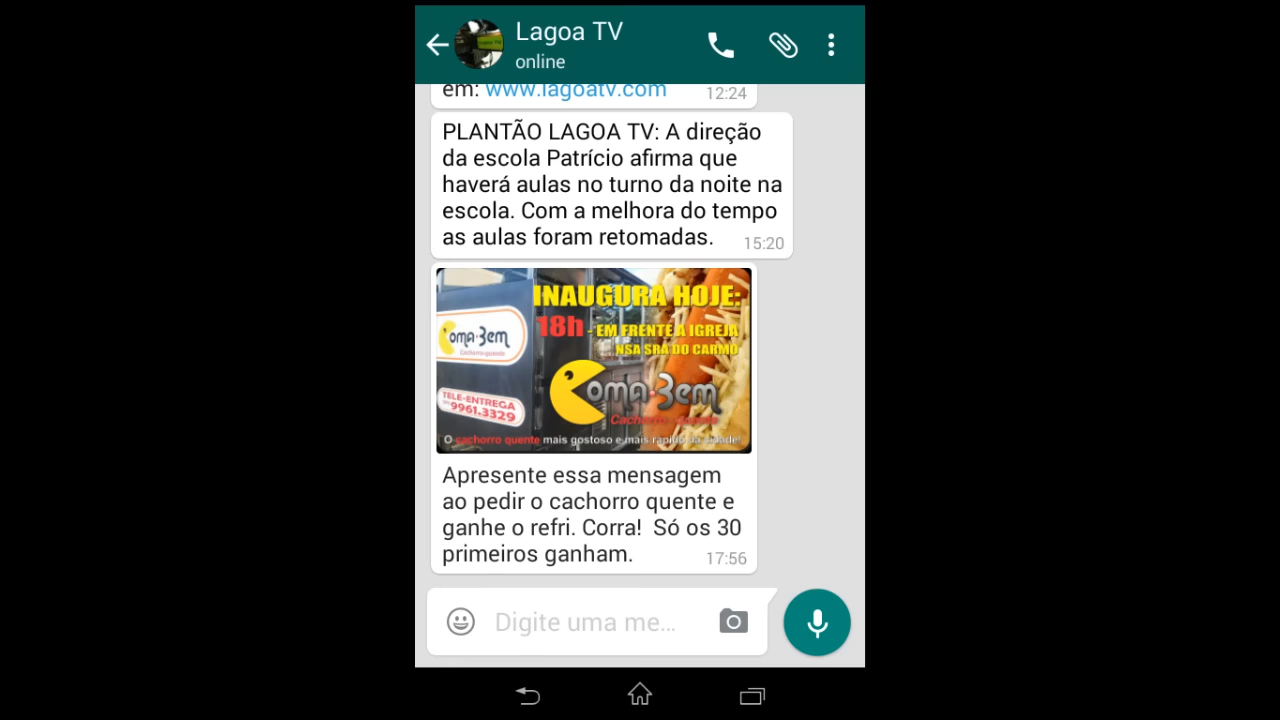 Lagoa TV
online
em: www.lagoatv.com
12:24
PLANTÃO LAGOA TV: A direção
da escola Patrício afirma que
haverá aulas no turno da noite na
escola. Com a melhora do tempo
as aulas foram retomadas.
15:20
INAUGURA HOJE:
18h - EM FRENTE A IGREJA
NSA SRA DO CARMO
Coma-Bem
Cachorro-quente
TELE-ENTREGA
9961.3329
Coma-Bem
Cachorro-quente
O cachorro quente mais gostoso e mais rápido da cidade!
Apresente essa mensagem
ao pedir o cachorro quente e
ganhe o refri. Corra!  Só os 30
primeiros ganham.
17:56
Digite uma me...